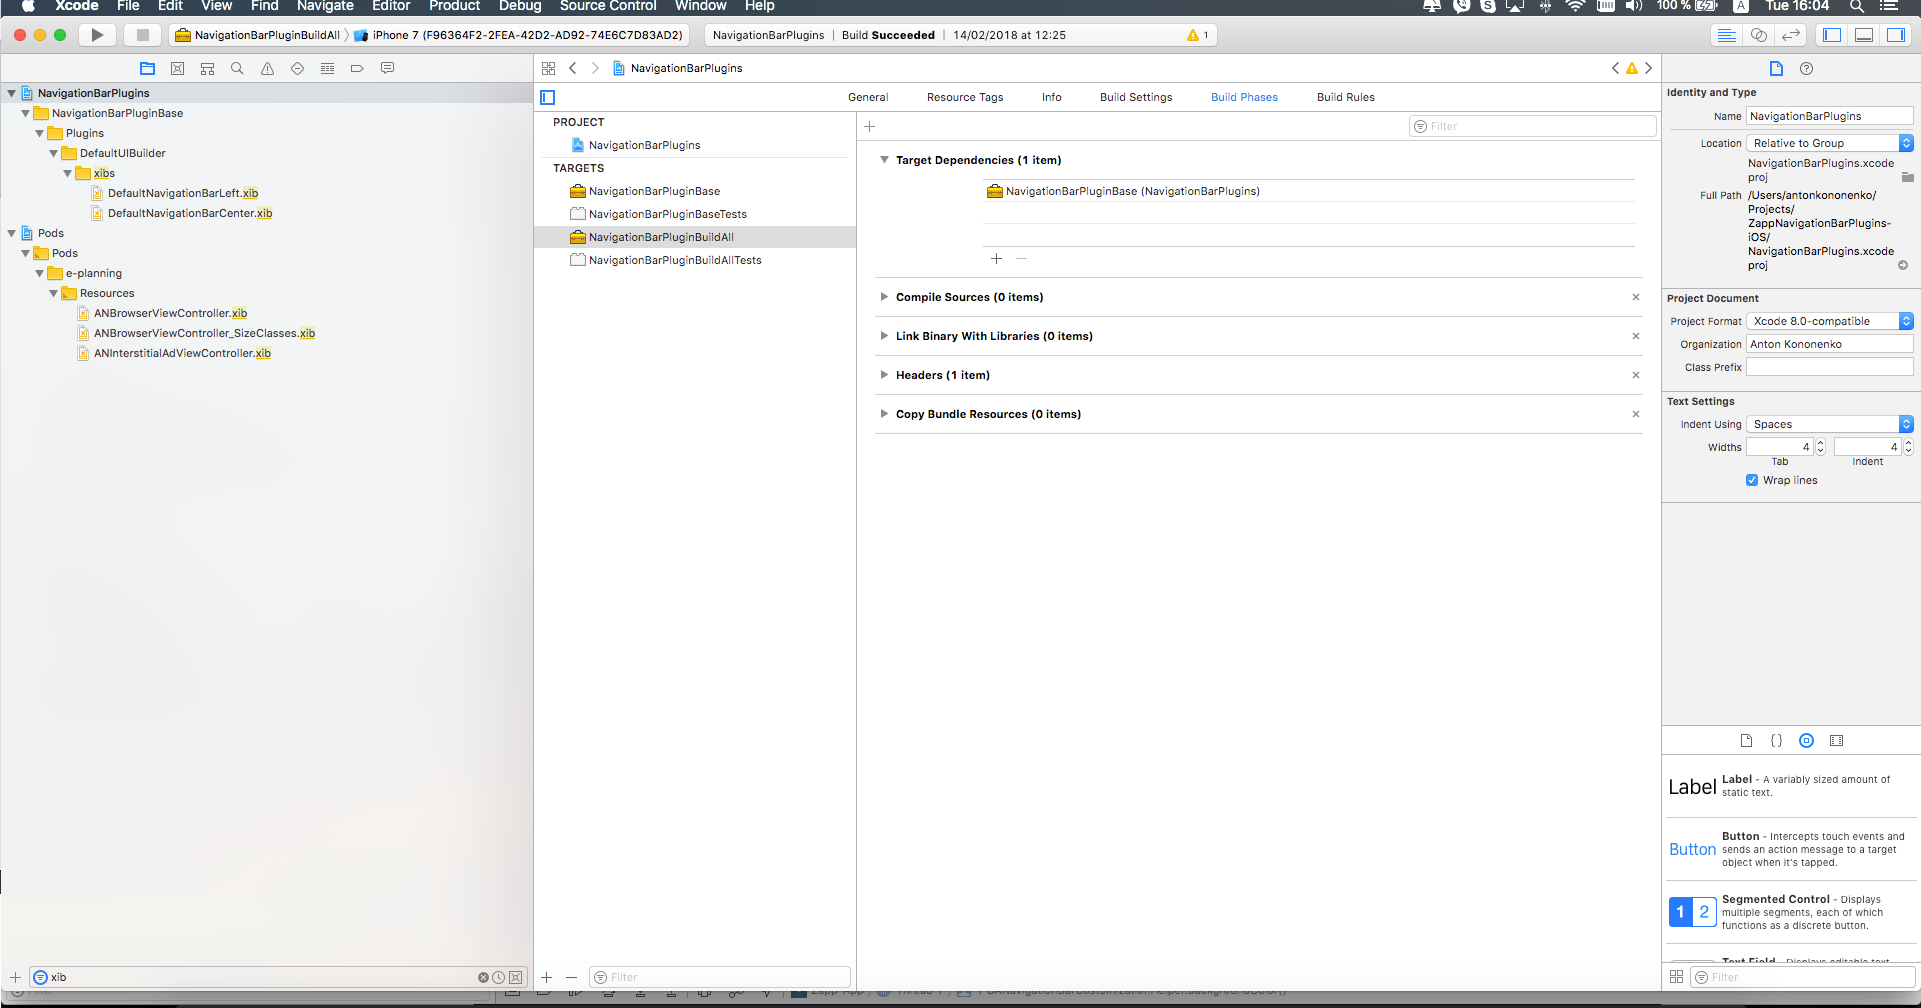 Xcode File Edit View Find Navigate Editor Product Debug Source Control Window Help 100 % A Tue 16:04
NavigationBarPluginBuildAll iPhone 7 (F96364F2-2FEA-42D2-AD92-74E6C7D83AD2)
NavigationBarPlugins | Build Succeeded | 14/02/2018 at 12:25 1
NavigationBarPlugins
NavigationBarPluginBase
Plugins
DefaultUIBuilder
xibs
DefaultNavigationBarLeft.xib
DefaultNavigationBarCenter.xib
Pods
Pods
e-planning
Resources
ANBrowserViewController.xib
ANBrowserViewController_SizeClasses.xib
ANInterstitialAdViewController.xib
xib
NavigationBarPlugins
General Resource Tags Info Build Settings Build Phases Build Rules
PROJECT
NavigationBarPlugins
TARGETS
NavigationBarPluginBase
NavigationBarPluginBaseTests
NavigationBarPluginBuildAll
NavigationBarPluginBuildAllTests
Filter
Filter
Target Dependencies (1 item)
NavigationBarPluginBase (NavigationBarPlugins)
Compile Sources (0 items)
Link Binary With Libraries (0 items)
Headers (1 item)
Copy Bundle Resources (0 items)
Identity and Type
Name NavigationBarPlugins
Location Relative to Group
NavigationBarPlugins.xcode
proj
Full Path /Users/antonkononenko/
Projects/
ZappNavigationBarPlugins-
iOS/
NavigationBarPlugins.xcode
proj
Project Document
Project Format Xcode 8.0-compatible
Organization Anton Kononenko
Class Prefix
Text Settings
Indent Using Spaces
Widths 4 4
Tab Indent
Wrap lines
Label Label - A variably sized amount of
static text.
Button Button - Intercepts touch events and
sends an action message to a target
object when it's tapped.
1 2 Segmented Control - Displays
multiple segments, each of which
functions as a discrete button.
Text Field - Displays editable text
Filter